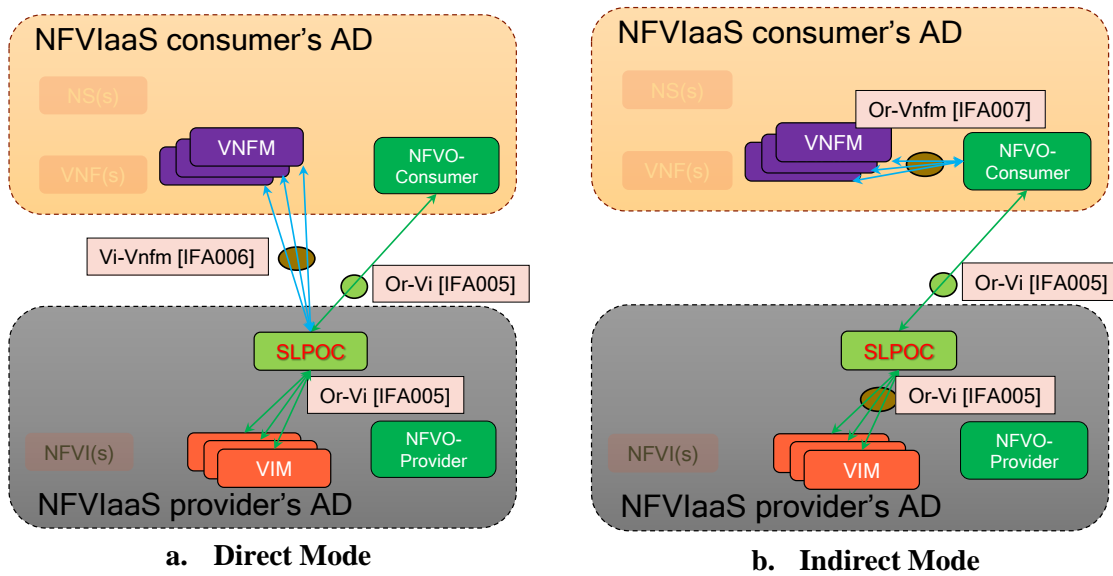 NFVIaaS consumer's AD
NS(s)
VNFM
VNF(s)
NFVO-
Consumer
Vi-Vnfm [IFA006]
Or-Vi [IFA005]
SLPOC
Or-Vi [IFA005]
NFVI(s)
VIM
NFVO-
Provider
NFVIaaS provider's AD
a. Direct Mode
NFVIaaS consumer's AD
NS(s)
Or-Vnfm [IFA007]
VNFM
VNF(s)
NFVO-
Consumer
Or-Vi [IFA005]
SLPOC
Or-Vi [IFA005]
NFVI(s)
VIM
NFVO-
Provider
NFVIaaS provider's AD
b. Indirect Mode